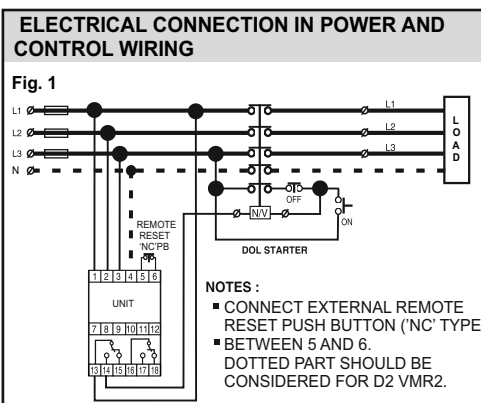 ELECTRICAL CONNECTION IN POWER AND
CONTROL WIRING
Fig. 1
L1
L1
L2
L2
L3
L3
N
LOAD
OFF
ON
N/V
DOL STARTER
REMOTE
RESET
'NC'PB
1 2 3 4 5 6
UNIT
7 8 9 10 11 12
13 14 15 16 17 18
NOTES :
▪ CONNECT EXTERNAL REMOTE
RESET PUSH BUTTON ('NC' TYPE
▪ BETWEEN 5 AND 6.
DOTTED PART SHOULD BE
CONSIDERED FOR D2 VMR2.